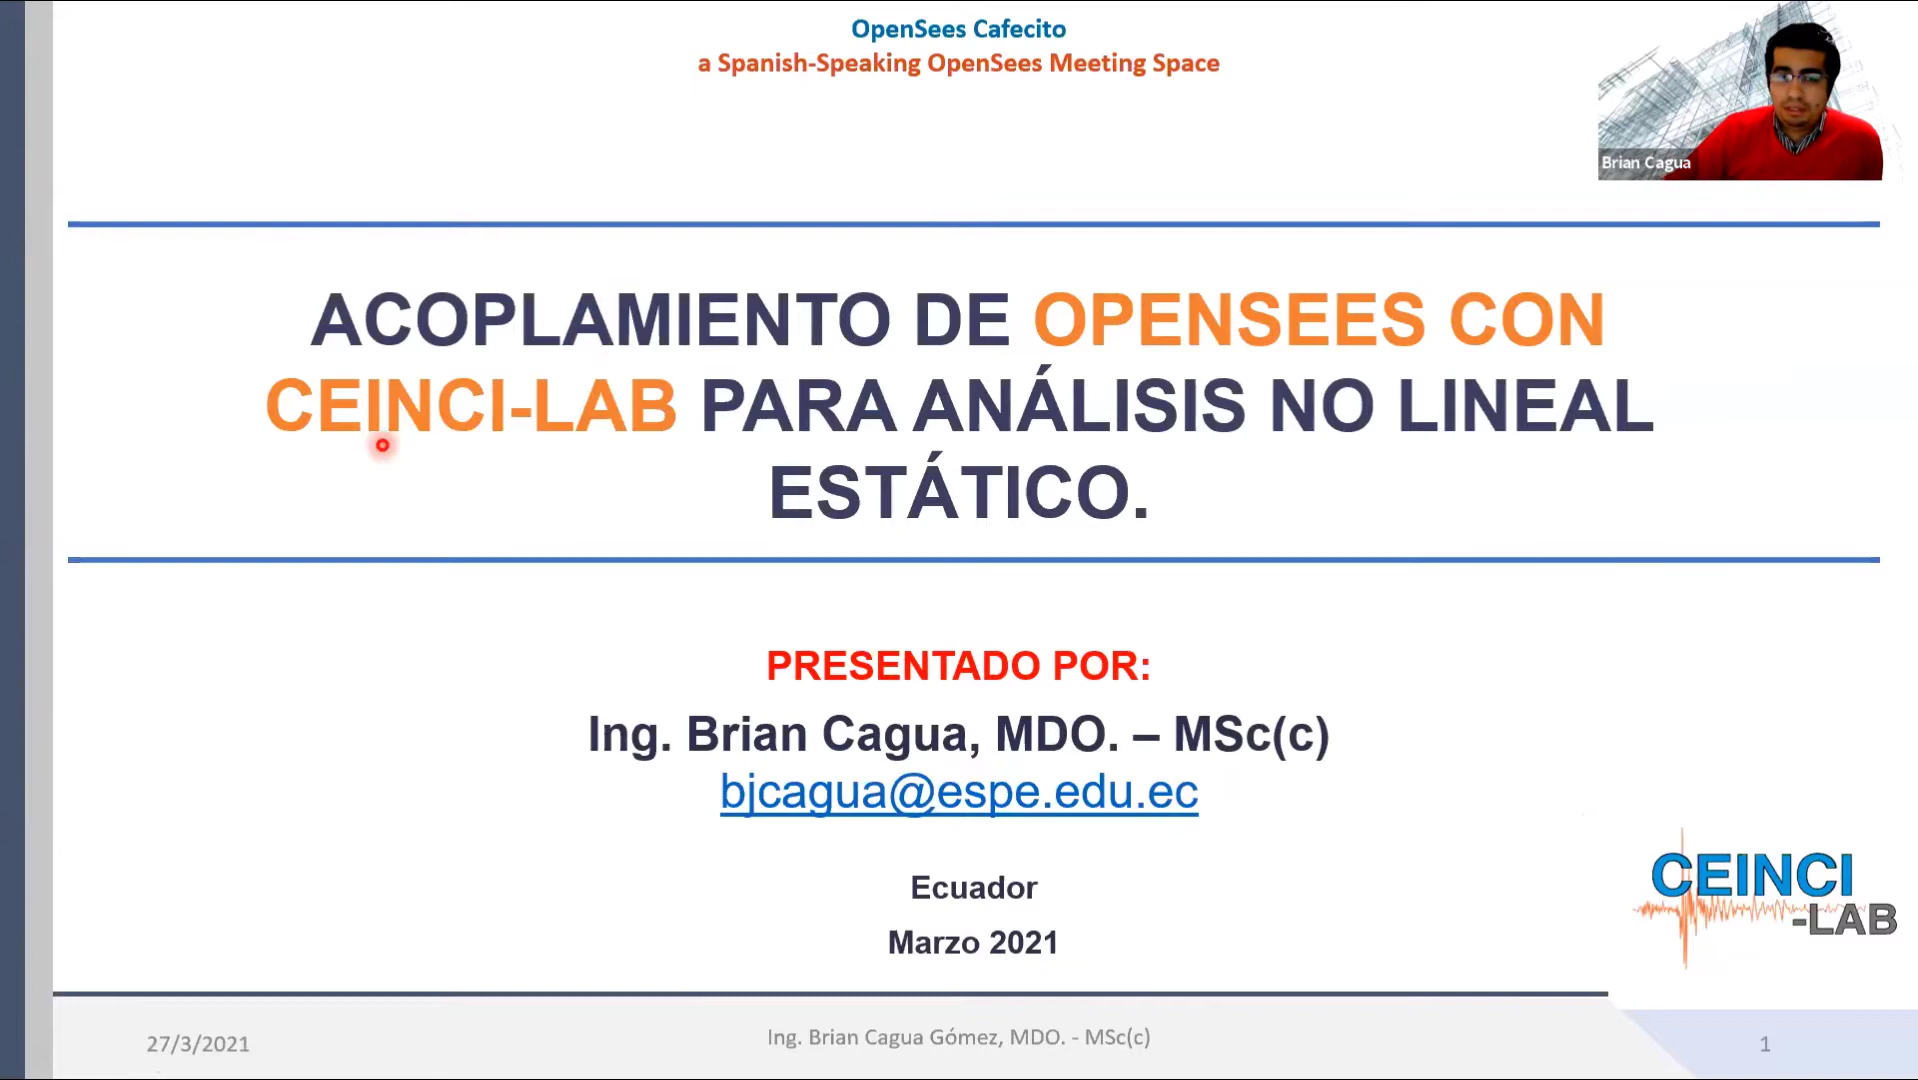 OpenSees Cafecito
a Spanish-Speaking OpenSees Meeting Space
Brian Cagua
ACOPLAMIENTO DE OPENSEES CON
CEINCI-LAB PARA ANÁLISIS NO LINEAL
ESTÁTICO.
PRESENTADO POR:
Ing. Brian Cagua, MDO. – MSc(c)
bjcagua@espe.edu.ec
Ecuador
Marzo 2021
CEINCI
-LAB
27/3/2021
Ing. Brian Cagua Gómez, MDO. - MSc(c)
1